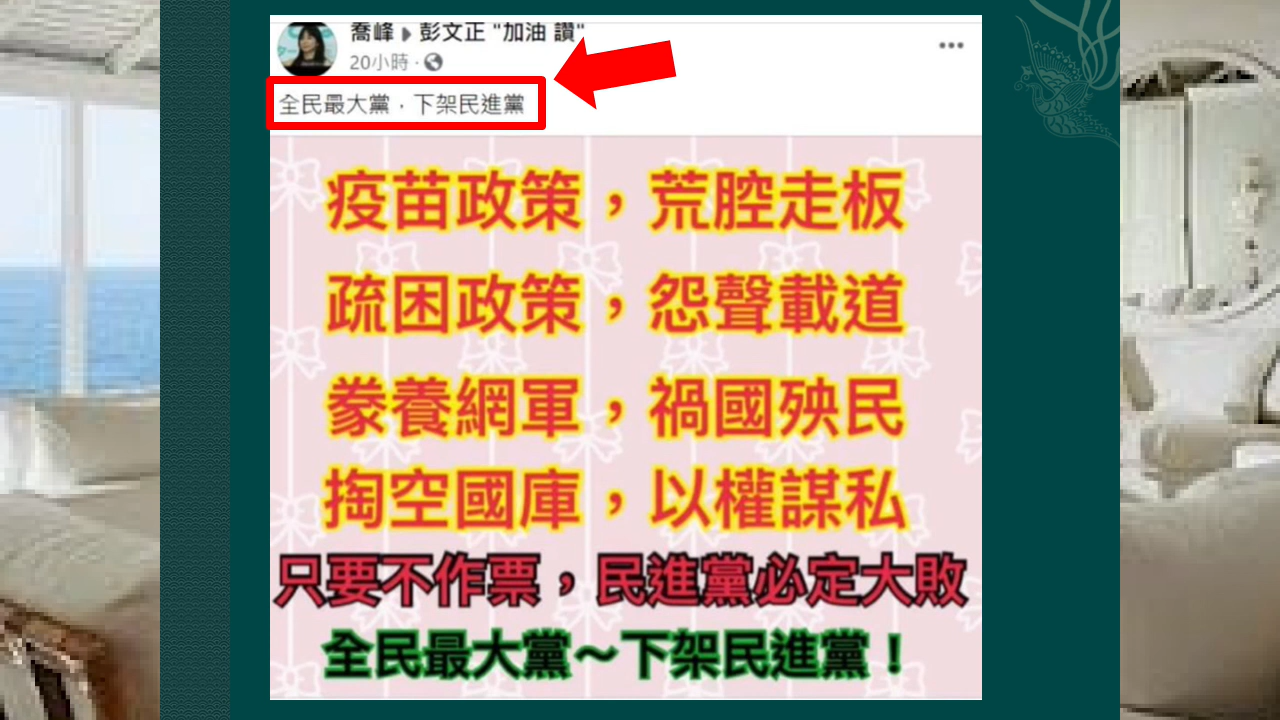 喬峰 ▸ 彭文正 "加油 讚"
20小時 ·
全民最大黨，下架民進黨
疫苗政策，荒腔走板
疏困政策，怨聲載道
豢養網軍，禍國殃民
掏空國庫，以權謀私
只要不作票，民進黨必定大敗
全民最大黨～下架民進黨！